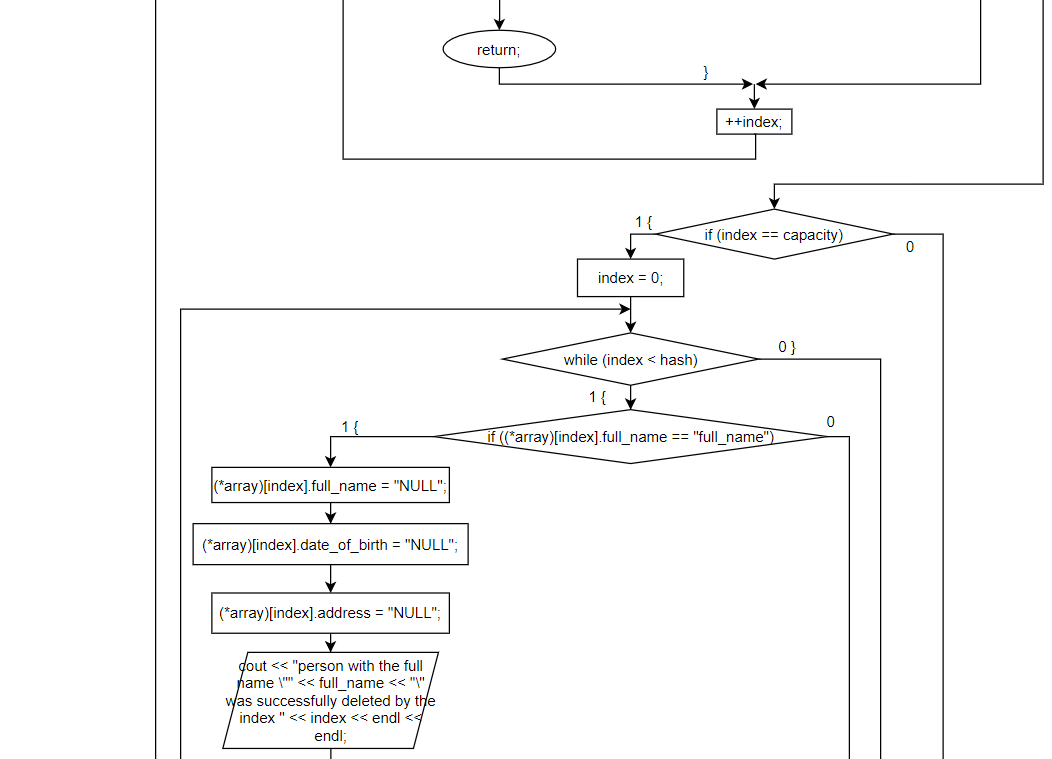 return;
}
++index;
1 {
if (index == capacity)
0
index = 0;
while (index < hash)
0 }
1 {
1 {
if ((*array)[index].full_name == "full_name")
0
(*array)[index].full_name = "NULL";
(*array)[index].date_of_birth = "NULL";
(*array)[index].address = "NULL";
cout << "person with the full
name \"" << full_name << "\"
was successfully deleted by the
index " << index << endl <<
endl;